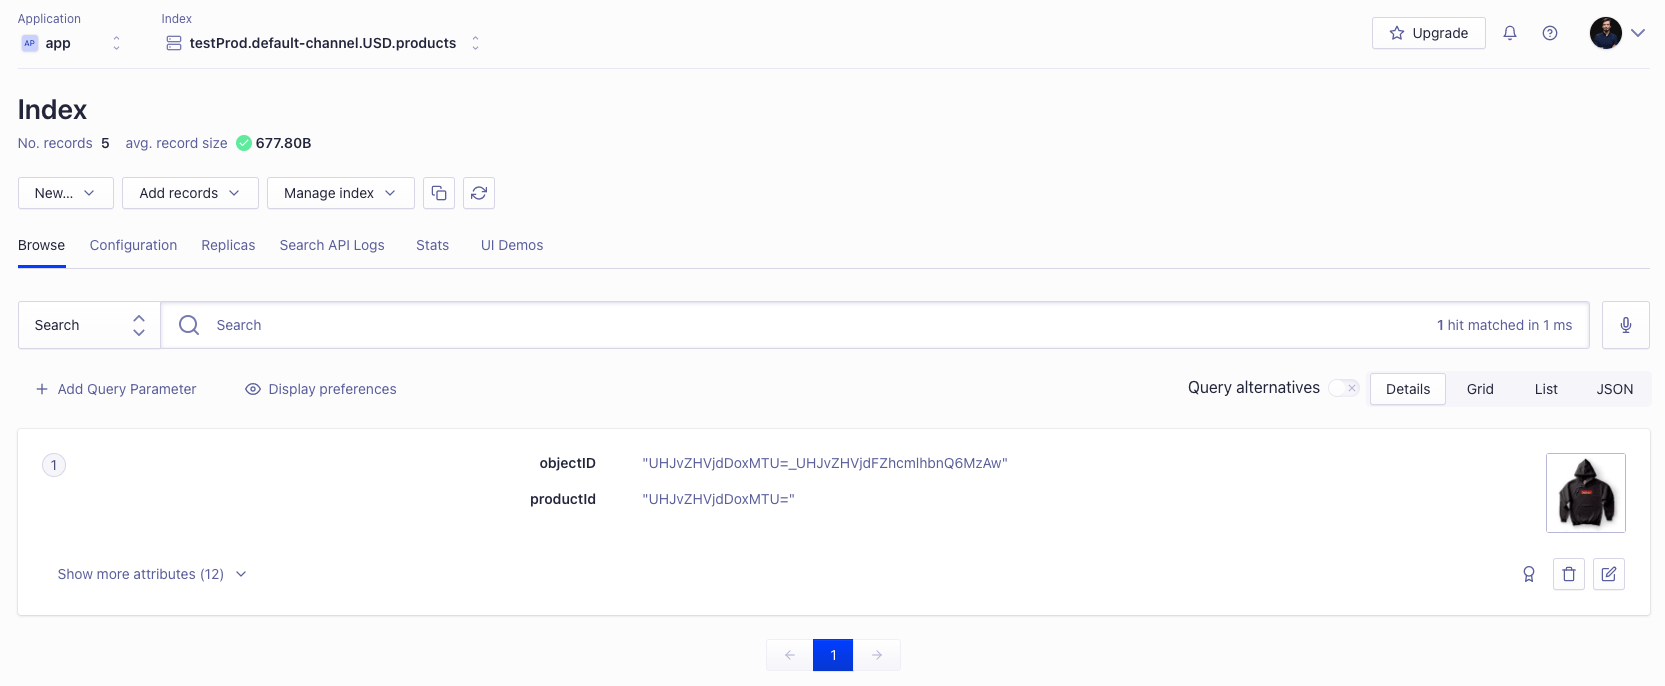 Application
Index
AP app
testProd.default-channel.USD.products
Upgrade
Index
No. records 5 avg. record size 677.80B
New...
Add records
Manage index
Browse
Configuration
Replicas
Search API Logs
Stats
UI Demos
Search
Search
1 hit matched in 1 ms
Add Query Parameter
Display preferences
Query alternatives
Details
Grid
List
JSON
1
objectID "UHJvZHVjdDoxMTU=_UHJvZHVjdFZhcmlhbnQ6MzAw"
productId "UHJvZHVjdDoxMTU="
Show more attributes (12)
1